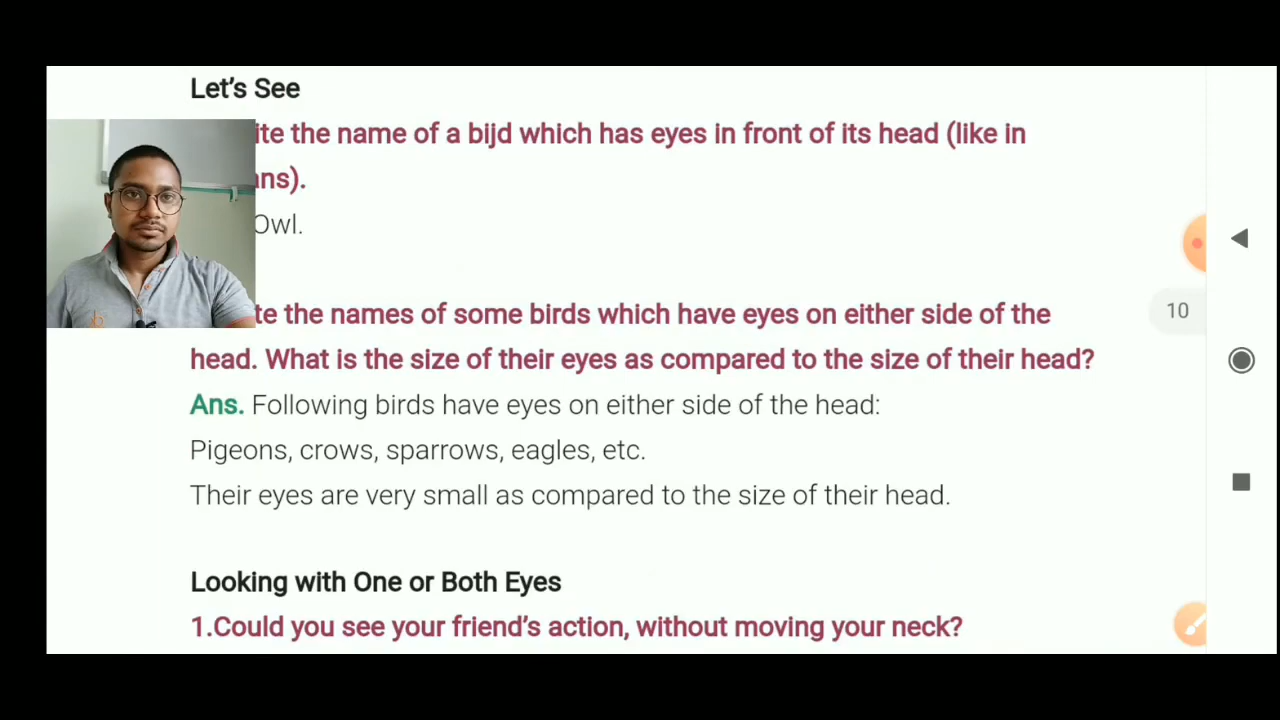 Let's See
ite the name of a bijd which has eyes in front of its head (like in
ans).
Owl.
te the names of some birds which have eyes on either side of the
head. What is the size of their eyes as compared to the size of their head?
Ans. Following birds have eyes on either side of the head:
Pigeons, crows, sparrows, eagles, etc.
Their eyes are very small as compared to the size of their head.
Looking with One or Both Eyes
1.Could you see your friend's action, without moving your neck?
10